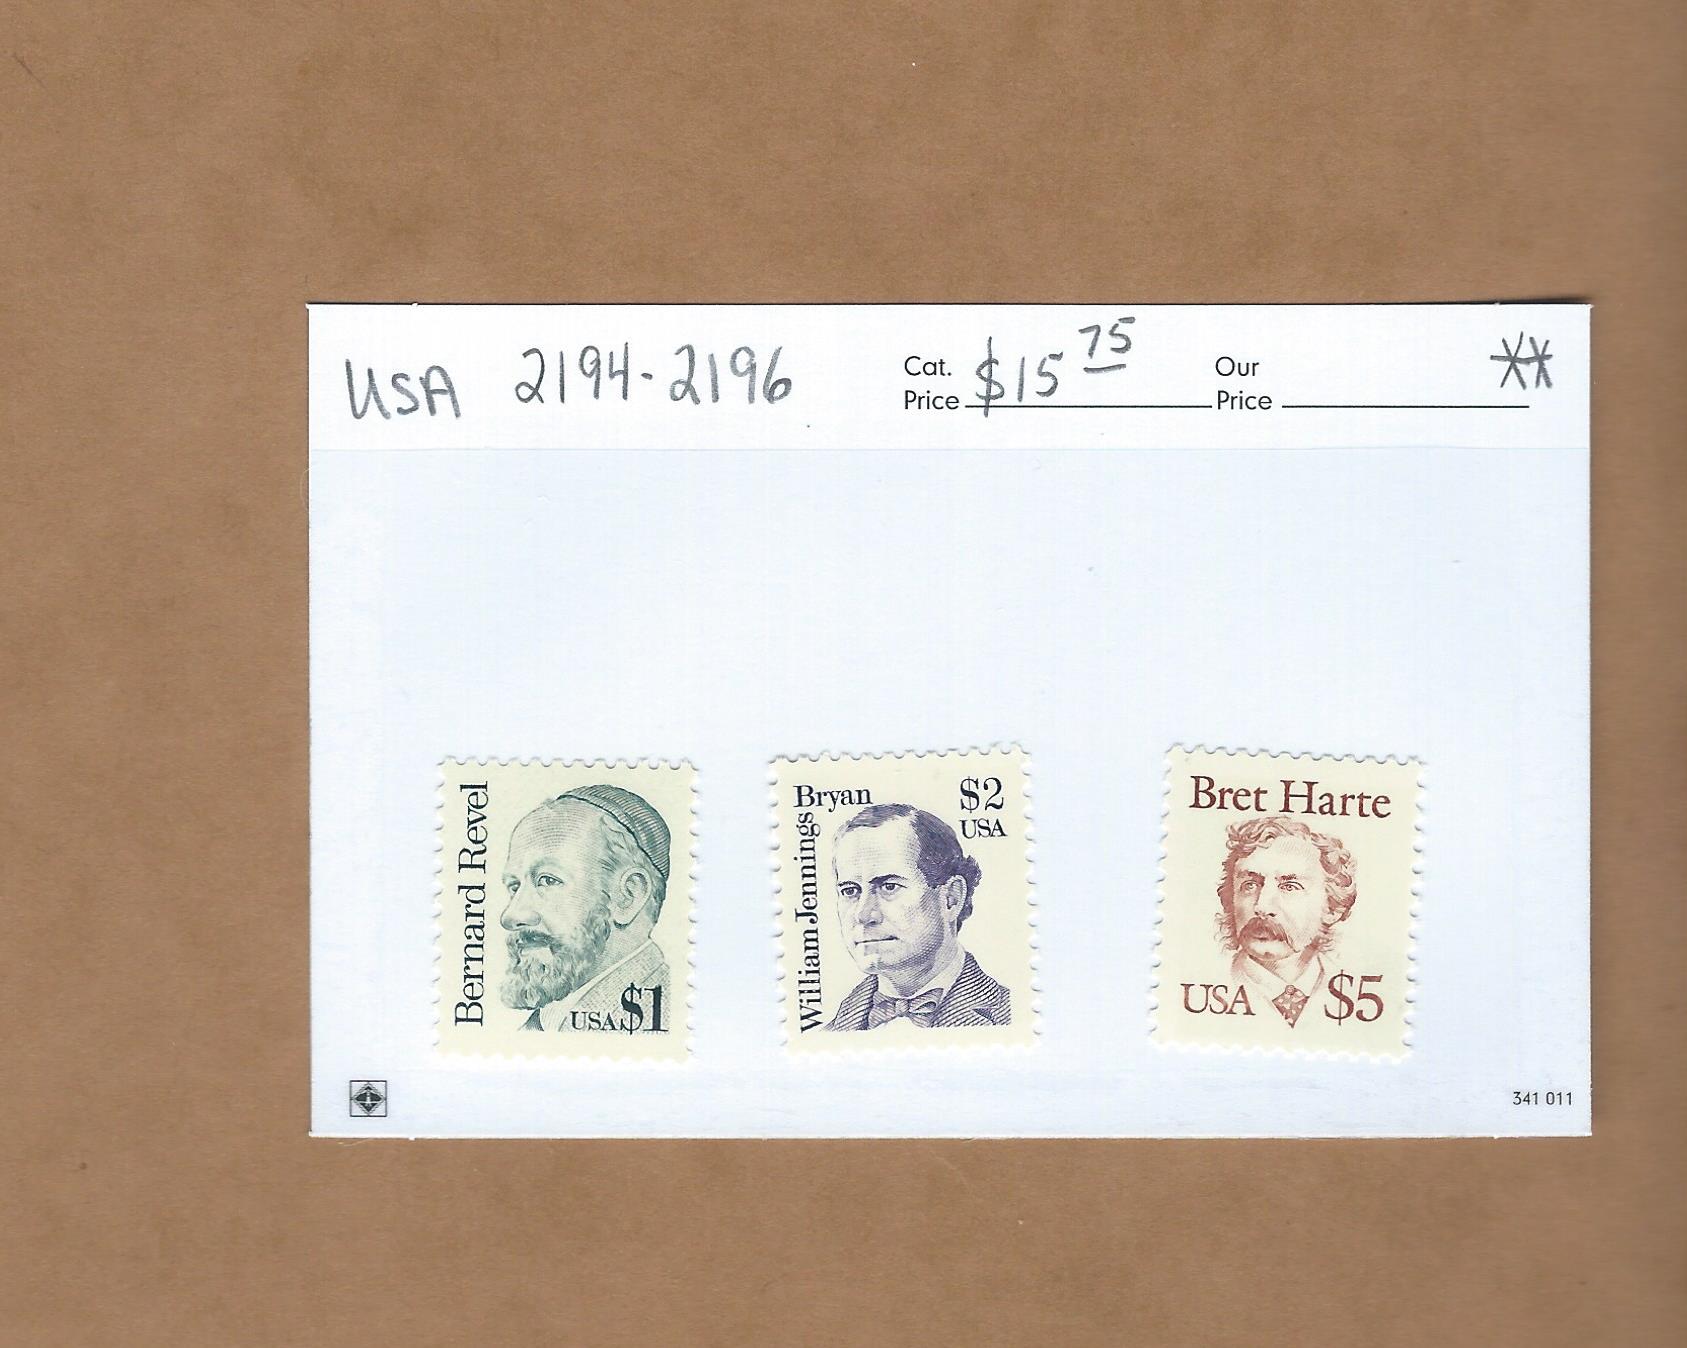 USA 2194-2196
Cat. Price $15 75
Our Price
**
Bernard Revel
USA $1
William Jennings Bryan
$2
USA
Bret Harte
USA $5
341 011